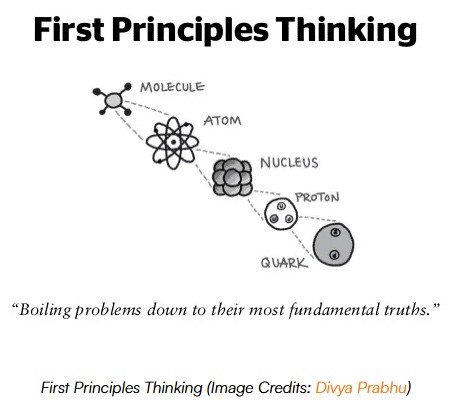 First Principles Thinking
MOLECULE
ATOM
NUCLEUS
PROTON
QUARK
“Boiling problems down to their most fundamental truths.”
First Principles Thinking (Image Credits: Divya Prabhu)